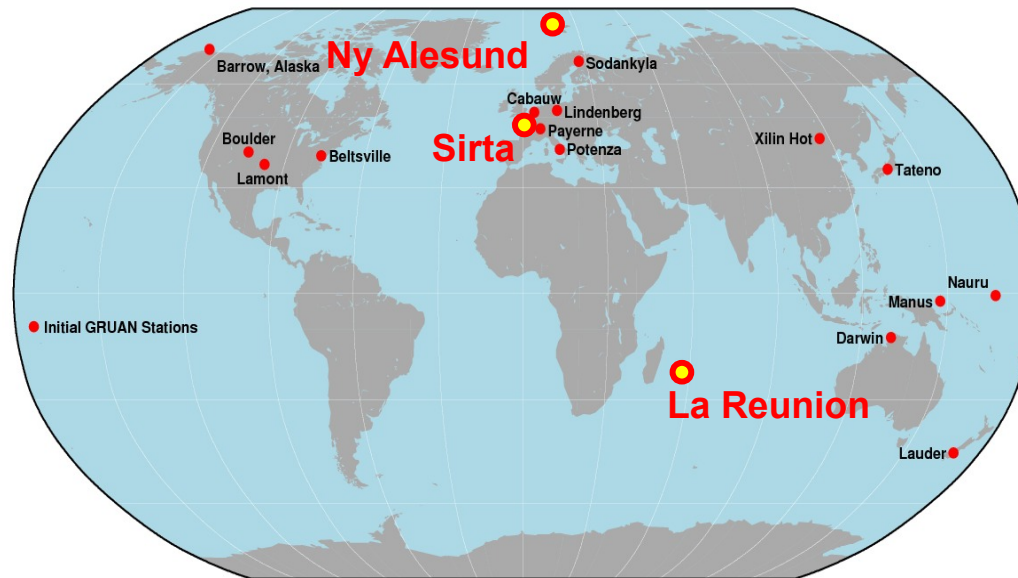 Ny Alesund
Barrow, Alaska
Sodankyla
Cabauw
Lindenberg
Sirta
Payerne
Potenza
Boulder
Beltsville
Lamont
Xilin Hot
Tateno
Nauru
Manus
Initial GRUAN Stations
Darwin
La Reunion
Lauder